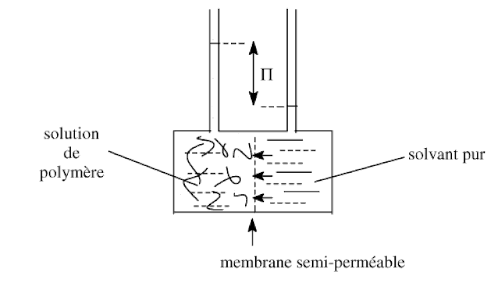 Π
solution
de
polymère
solvant pur
membrane semi-perméable